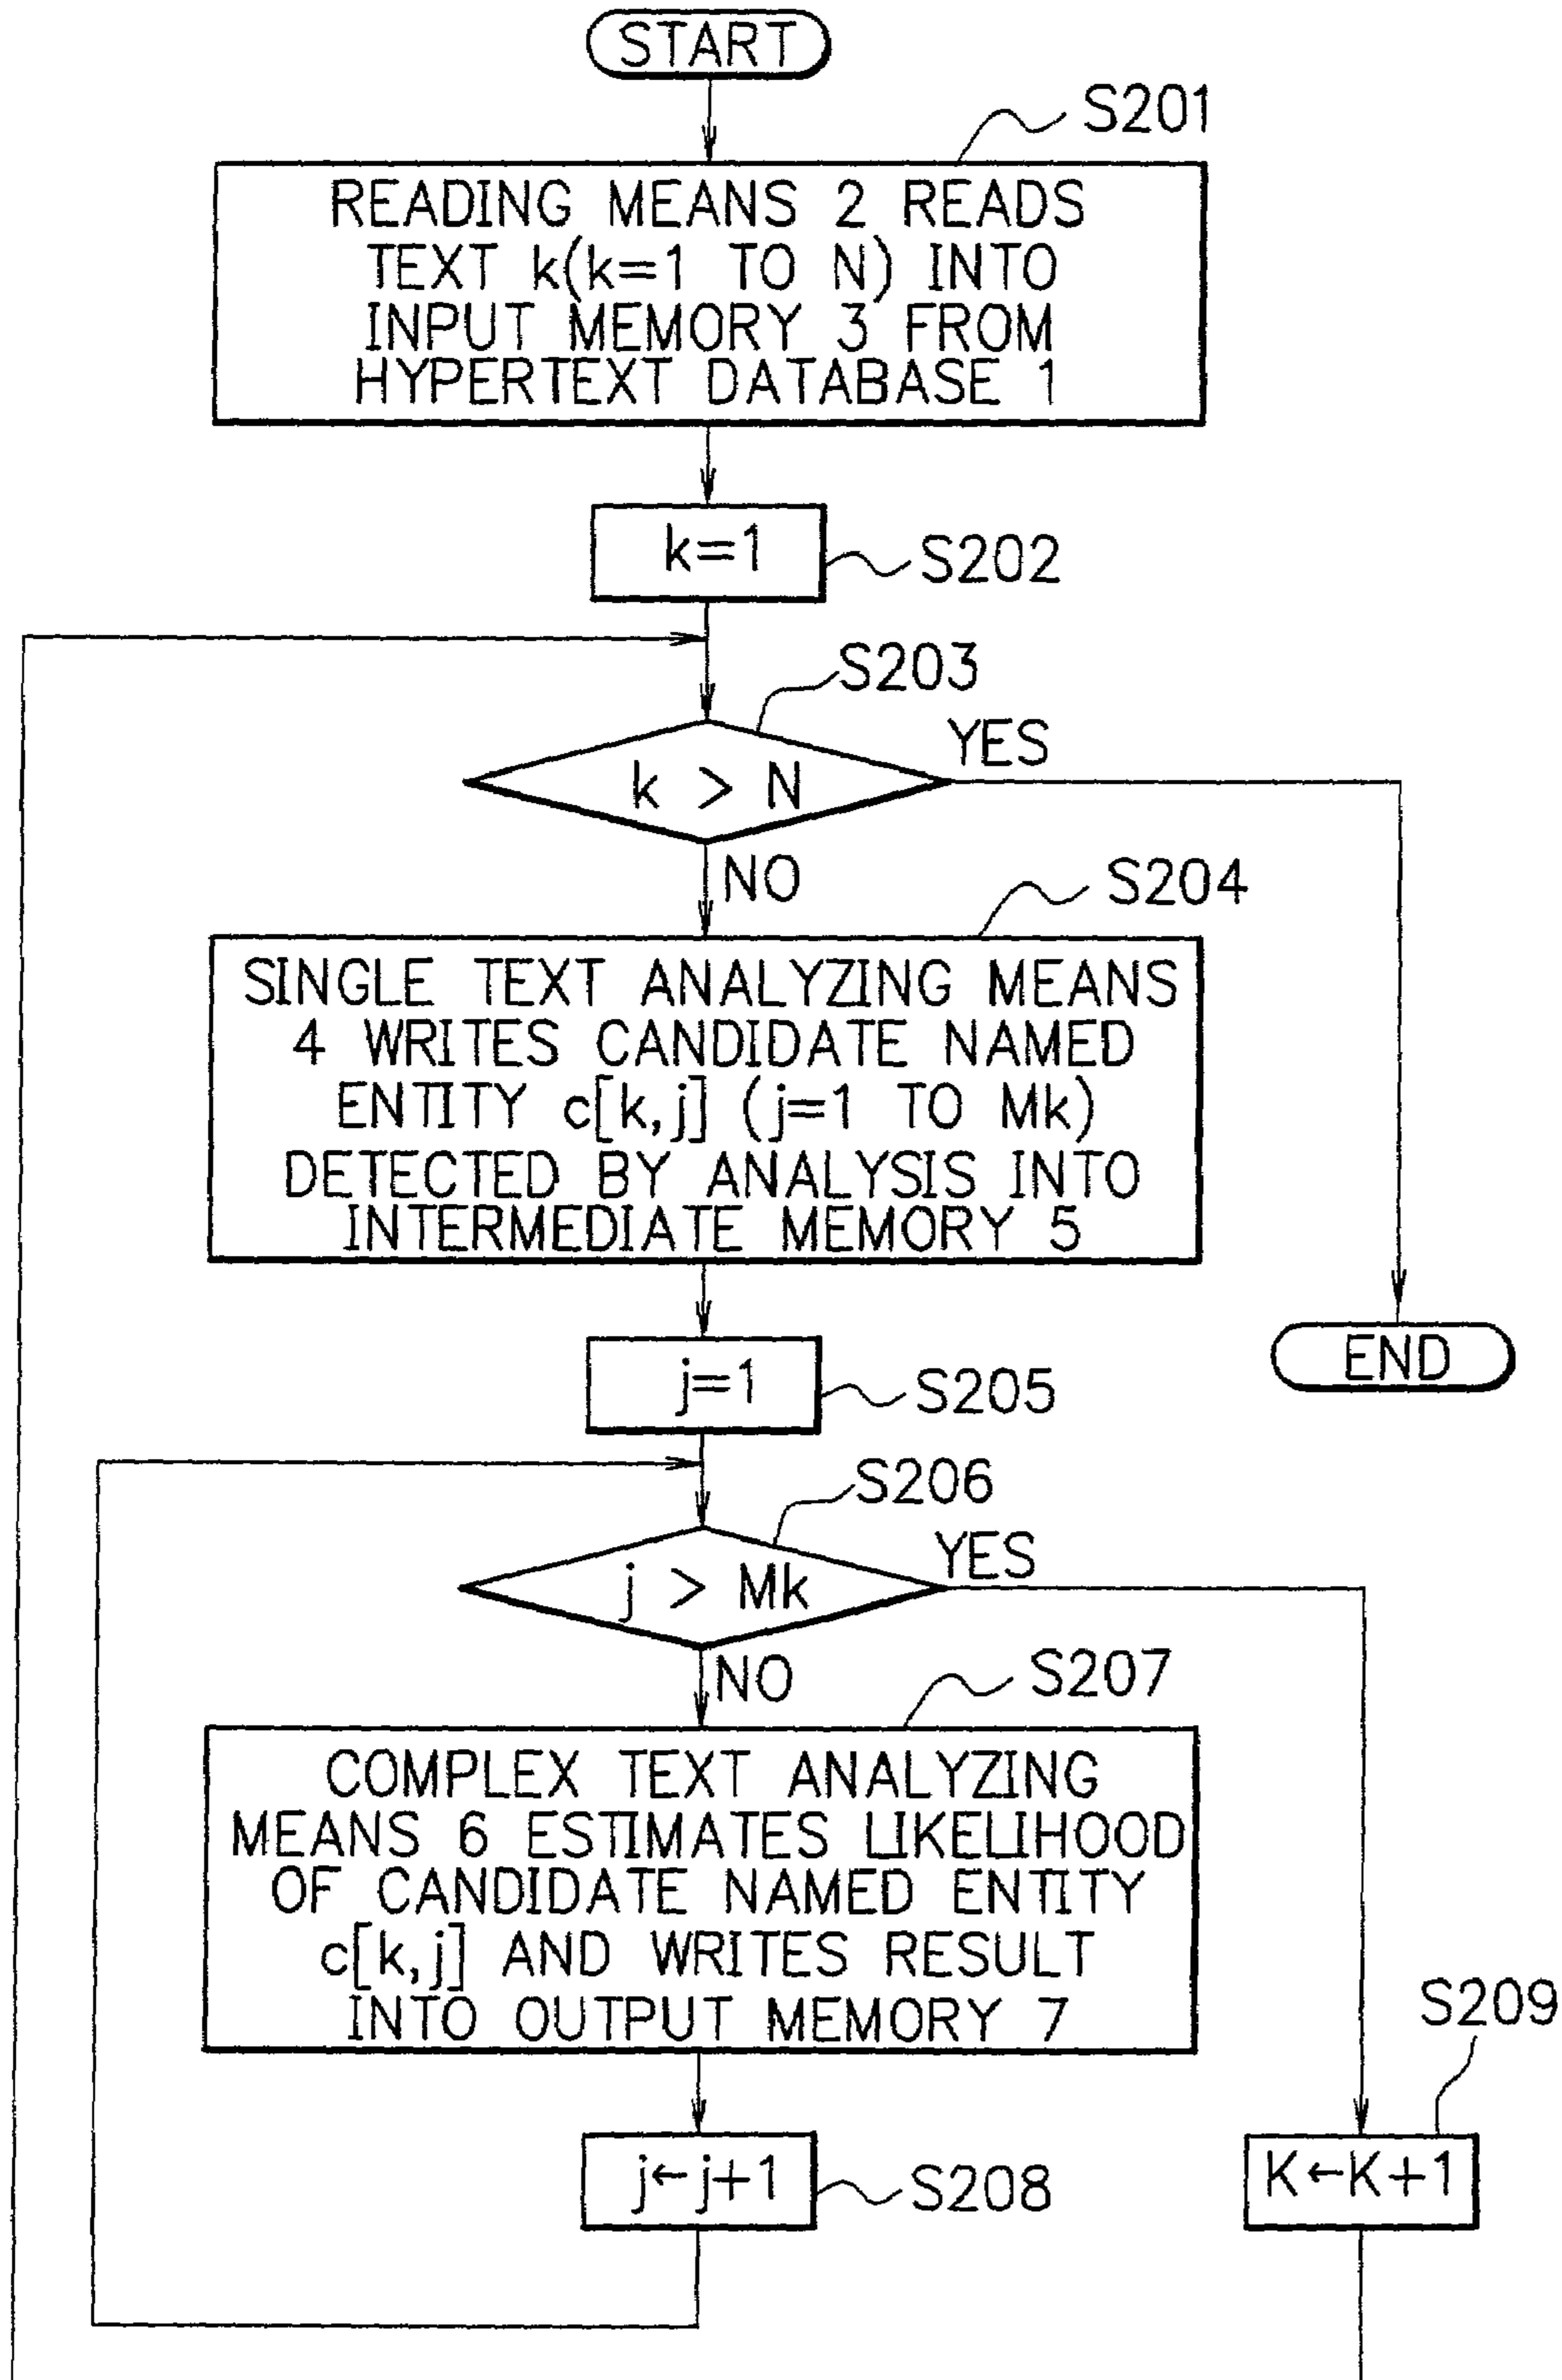 START
S201
READING MEANS 2 READS
TEXT k(k=1 TO N) INTO
INPUT MEMORY 3 FROM
HYPERTEXT DATABASE 1
k=1
S202
S203
YES
k > N
NO
S204
SINGLE TEXT ANALYZING MEANS
4 WRITES CANDIDATE NAMED
ENTITY c[k,j] (j=1 TO Mk)
DETECTED BY ANALYSIS INTO
INTERMEDIATE MEMORY 5
END
j=1
S205
S206
YES
j > Mk
NO
S207
COMPLEX TEXT ANALYZING
MEANS 6 ESTIMATES LIKELIHOOD
OF CANDIDATE NAMED ENTITY
c[k,j] AND WRITES RESULT
INTO OUTPUT MEMORY 7
S209
j←j+1
S208
K←K+1